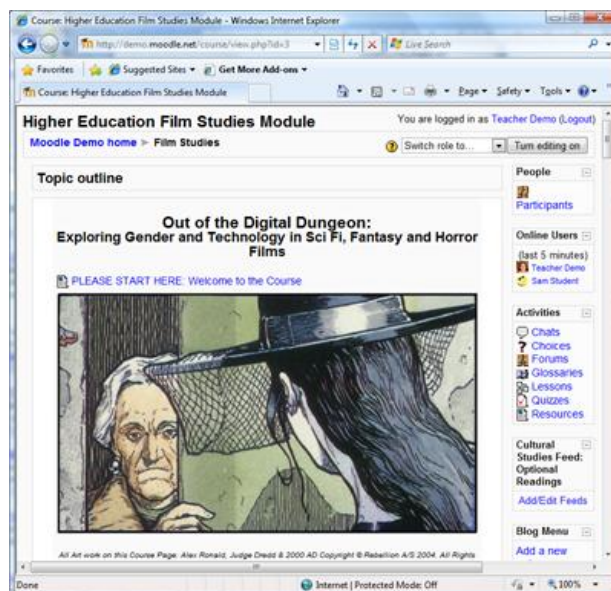 Course: Higher Education Film Studies Module - Windows Internet Explorer
http://demo.moodle.net/course/view.php?id=3
Live Search
Favorites Suggested Sites Get More Add-ons
Course: Higher Education Film Studies Module
Page Safety Tools
Higher Education Film Studies Module
You are logged in as Teacher Demo (Logout)
Moodle Demo home ► Film Studies
Switch role to...
Turn editing on
Topic outline
Out of the Digital Dungeon:
Exploring Gender and Technology in Sci Fi, Fantasy and Horror
Films
PLEASE START HERE: Welcome to the Course
All Art work on this Course Page: Alex Ronald, Judge Dredd & 2000 AD Copyright © Rebellion A/S 2004. All Rights
People
Participants
Online Users
(last 5 minutes)
Teacher Demo
Sam Student
Activities
Chats
Choices
Forums
Glossaries
Lessons
Quizzes
Resources
Cultural
Studies Feed:
Optional
Readings
Add/Edit Feeds
Blog Menu
Add a new
Done
Internet | Protected Mode: Off
100%